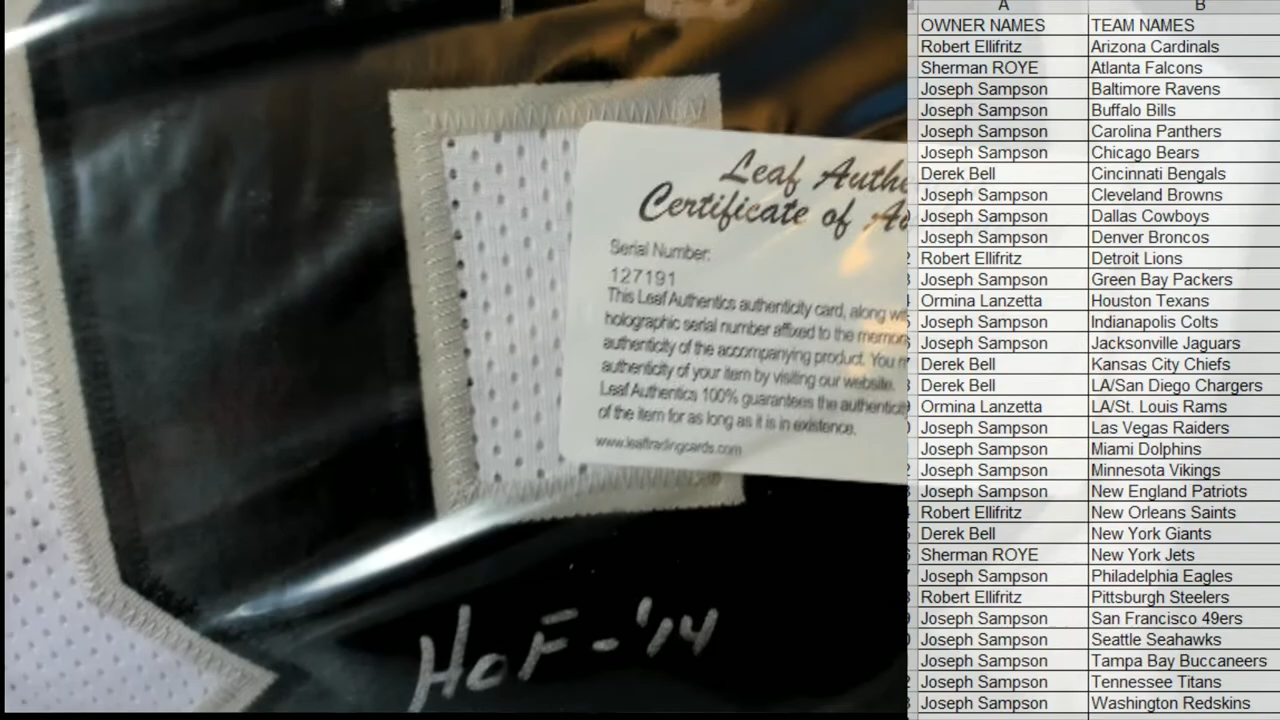 Leaf Authe
Certificate of Au
Serial Number:
127191
This Leaf Authentics authenticity card, along wi
holographic serial number affixed to the memor
authenticity of the accompanying product. You m
authenticity of your item by visiting our website.
Leaf Authentics 100% guarantees the authentici
of the item for as long as it is in existence.
www.leaftradingcards.com
HOF - '14
A B
OWNER NAMES TEAM NAMES
Robert Ellifritz Arizona Cardinals
Sherman ROYE Atlanta Falcons
Joseph Sampson Baltimore Ravens
Joseph Sampson Buffalo Bills
Joseph Sampson Carolina Panthers
Joseph Sampson Chicago Bears
Derek Bell Cincinnati Bengals
Joseph Sampson Cleveland Browns
Joseph Sampson Dallas Cowboys
Joseph Sampson Denver Broncos
Robert Ellifritz Detroit Lions
Joseph Sampson Green Bay Packers
Ormina Lanzetta Houston Texans
Joseph Sampson Indianapolis Colts
Joseph Sampson Jacksonville Jaguars
Derek Bell Kansas City Chiefs
Derek Bell LA/San Diego Chargers
Ormina Lanzetta LA/St. Louis Rams
Joseph Sampson Las Vegas Raiders
Joseph Sampson Miami Dolphins
Joseph Sampson Minnesota Vikings
Joseph Sampson New England Patriots
Robert Ellifritz New Orleans Saints
Derek Bell New York Giants
Sherman ROYE New York Jets
Joseph Sampson Philadelphia Eagles
Robert Ellifritz Pittsburgh Steelers
Joseph Sampson San Francisco 49ers
Joseph Sampson Seattle Seahawks
Joseph Sampson Tampa Bay Buccaneers
Joseph Sampson Tennessee Titans
Joseph Sampson Washington Redskins